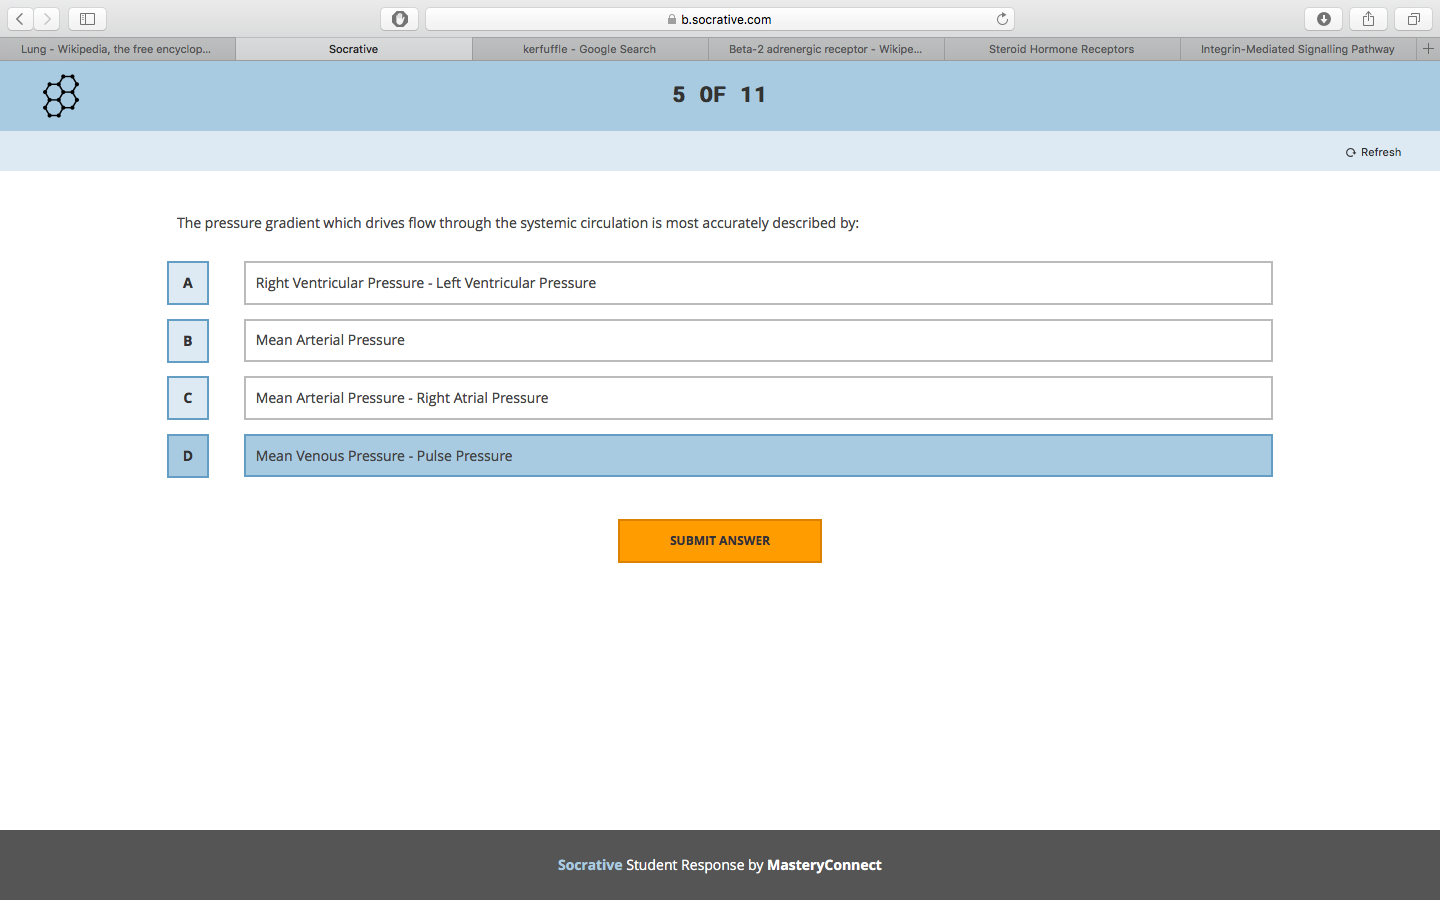 b.socrative.com
Lung - Wikipedia, the free encyclop...
Socrative
kerfuffle - Google Search
Beta-2 adrenergic receptor - Wikipe...
Steroid Hormone Receptors
Integrin-Mediated Signalling Pathway
5 OF 11
Refresh
The pressure gradient which drives flow through the systemic circulation is most accurately described by:
A
Right Ventricular Pressure - Left Ventricular Pressure
B
Mean Arterial Pressure
C
Mean Arterial Pressure - Right Atrial Pressure
D
Mean Venous Pressure - Pulse Pressure
SUBMIT ANSWER
Socrative Student Response by MasteryConnect